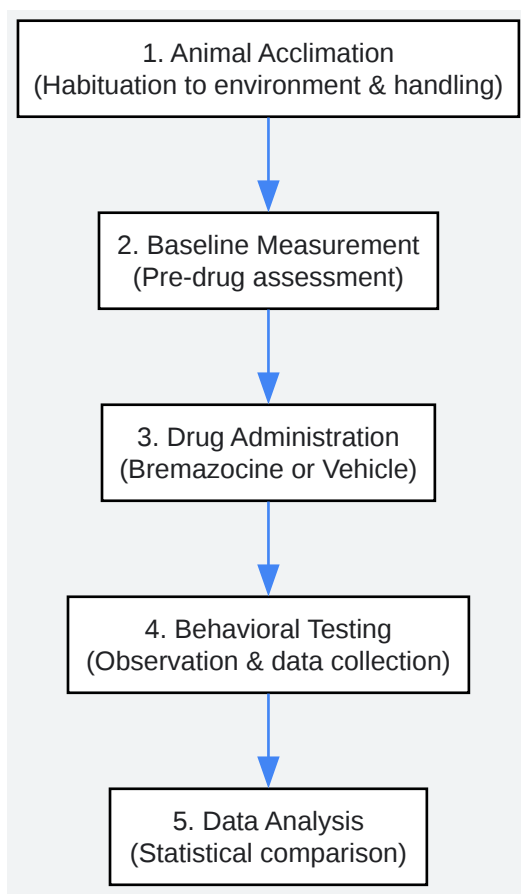 1. Animal Acclimation
(Habituation to environment & handling)
2. Baseline Measurement
(Pre-drug assessment)
3. Drug Administration
(Bremazocine or Vehicle)
4. Behavioral Testing
(Observation & data collection)
5. Data Analysis
(Statistical comparison)